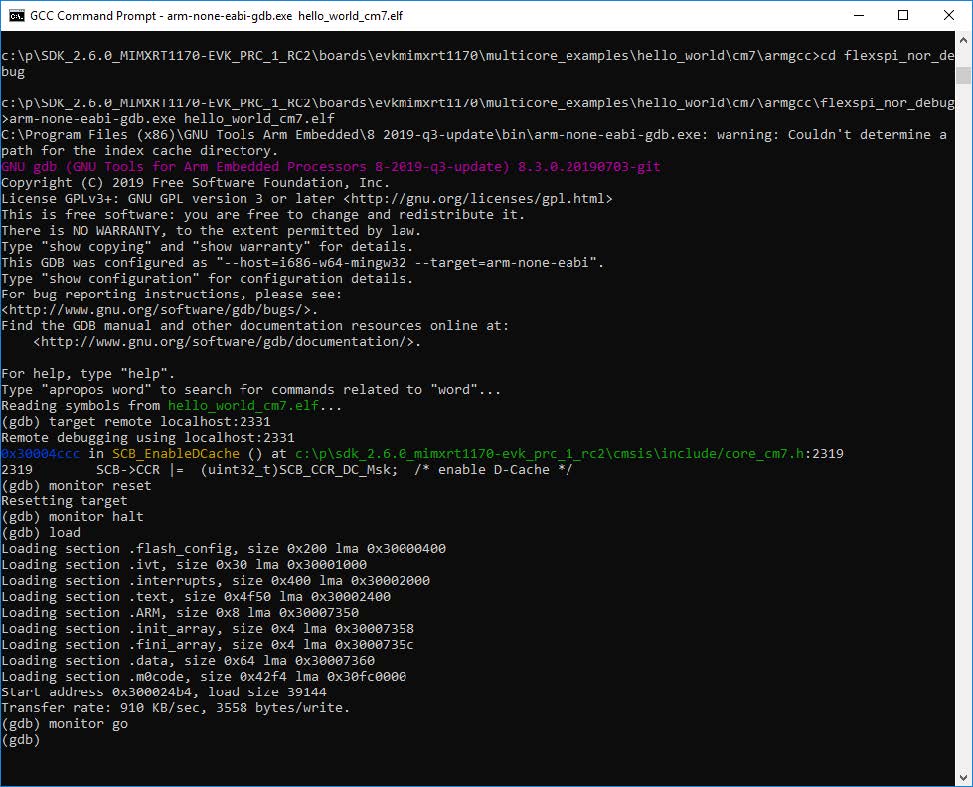 GCC Command Prompt - arm-none-eabi-gdb.exe hello_world_cm7.elf
c:\p\SDK_2.6.0_MIMXRT1170-EVK_PRC_1_RC2\boards\evkmimxrt1170\multicore_examples\hello_world\cm7\armgcc>cd flexspi_nor_de
bug
c:\p\SDK_2.6.0_MIMXRT1170-EVK_PRC_1_RC2\boards\evkmimxrt1170\multicore_examples\hello_world\cm7\armgcc\flexspi_nor_debug
>arm-none-eabi-gdb.exe hello_world_cm7.elf
C:\Program Files (x86)\GNU Tools Arm Embedded\8 2019-q3-update\bin\arm-none-eabi-gdb.exe: warning: Couldn't determine a
path for the index cache directory.
GNU gdb (GNU Tools for Arm Embedded Processors 8-2019-q3-update) 8.3.0.20190703-git
Copyright (C) 2019 Free Software Foundation, Inc.
License GPLv3+: GNU GPL version 3 or later <http://gnu.org/licenses/gpl.html>
This is free software: you are free to change and redistribute it.
There is NO WARRANTY, to the extent permitted by law.
Type "show copying" and "show warranty" for details.
This GDB was configured as "--host=i686-w64-mingw32 --target=arm-none-eabi".
Type "show configuration" for configuration details.
For bug reporting instructions, please see:
<http://www.gnu.org/software/gdb/bugs/>.
Find the GDB manual and other documentation resources online at:
    <http://www.gnu.org/software/gdb/documentation/>.
For help, type "help".
Type "apropos word" to search for commands related to "word"...
Reading symbols from hello_world_cm7.elf...
(gdb) target remote localhost:2331
Remote debugging using localhost:2331
0x30004ccc in SCB_EnableDCache () at c:\p\sdk_2.6.0_mimxrt1170-evk_prc_1_rc2\cmsis\include/core_cm7.h:2319
2319        SCB->CCR |=  (uint32_t)SCB_CCR_DC_Msk;  /* enable D-Cache */
(gdb) monitor reset
Resetting target
(gdb) monitor halt
(gdb) load
Loading section .flash_config, size 0x200 lma 0x30000400
Loading section .ivt, size 0x30 lma 0x30001000
Loading section .interrupts, size 0x400 lma 0x30002000
Loading section .text, size 0x4f50 lma 0x30002400
Loading section .ARM, size 0x8 lma 0x30007350
Loading section .init_array, size 0x4 lma 0x30007358
Loading section .fini_array, size 0x4 lma 0x3000735c
Loading section .data, size 0x64 lma 0x30007360
Loading section .m0code, size 0x42f4 lma 0x30fc0000
Start address 0x300024b4, load size 39144
Transfer rate: 910 KB/sec, 3558 bytes/write.
(gdb) monitor go
(gdb)